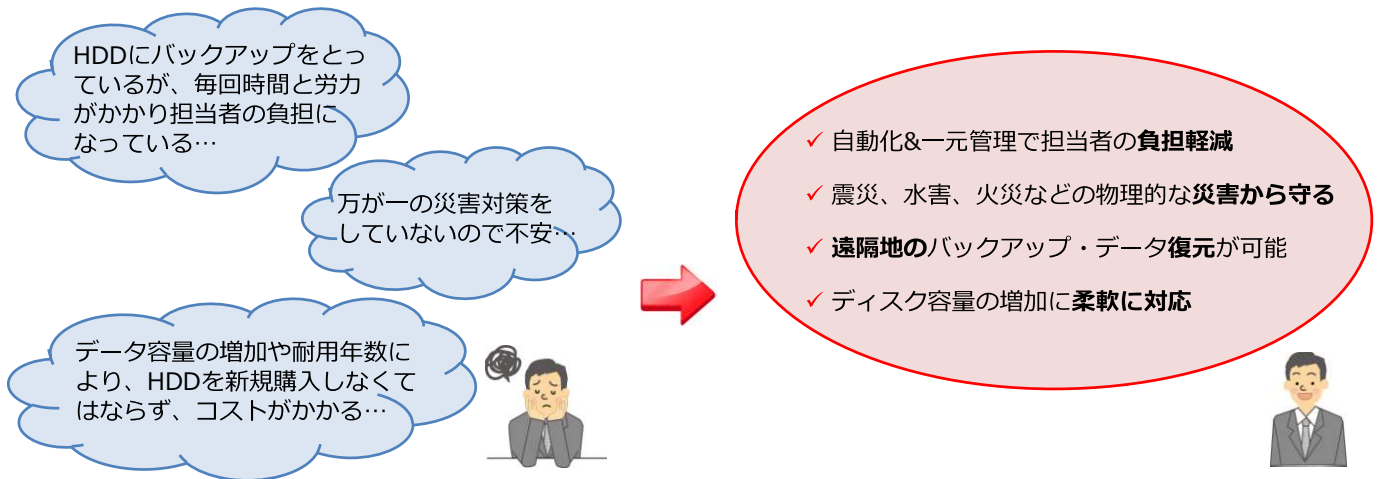 HDDにバックアップをとっ
ているが、毎回時間と労力
がかかり担当者の負担に
なっている…
万が一の災害対策を
していないので不安…
データ容量の増加や耐用年数に
より、HDDを新規購入しなくて
はならず、コストがかかる…
✓ 自動化&一元管理で担当者の負担軽減
✓ 震災、水害、火災などの物理的な災害から守る
✓ 遠隔地のバックアップ・データ復元が可能
✓ ディスク容量の増加に柔軟に対応